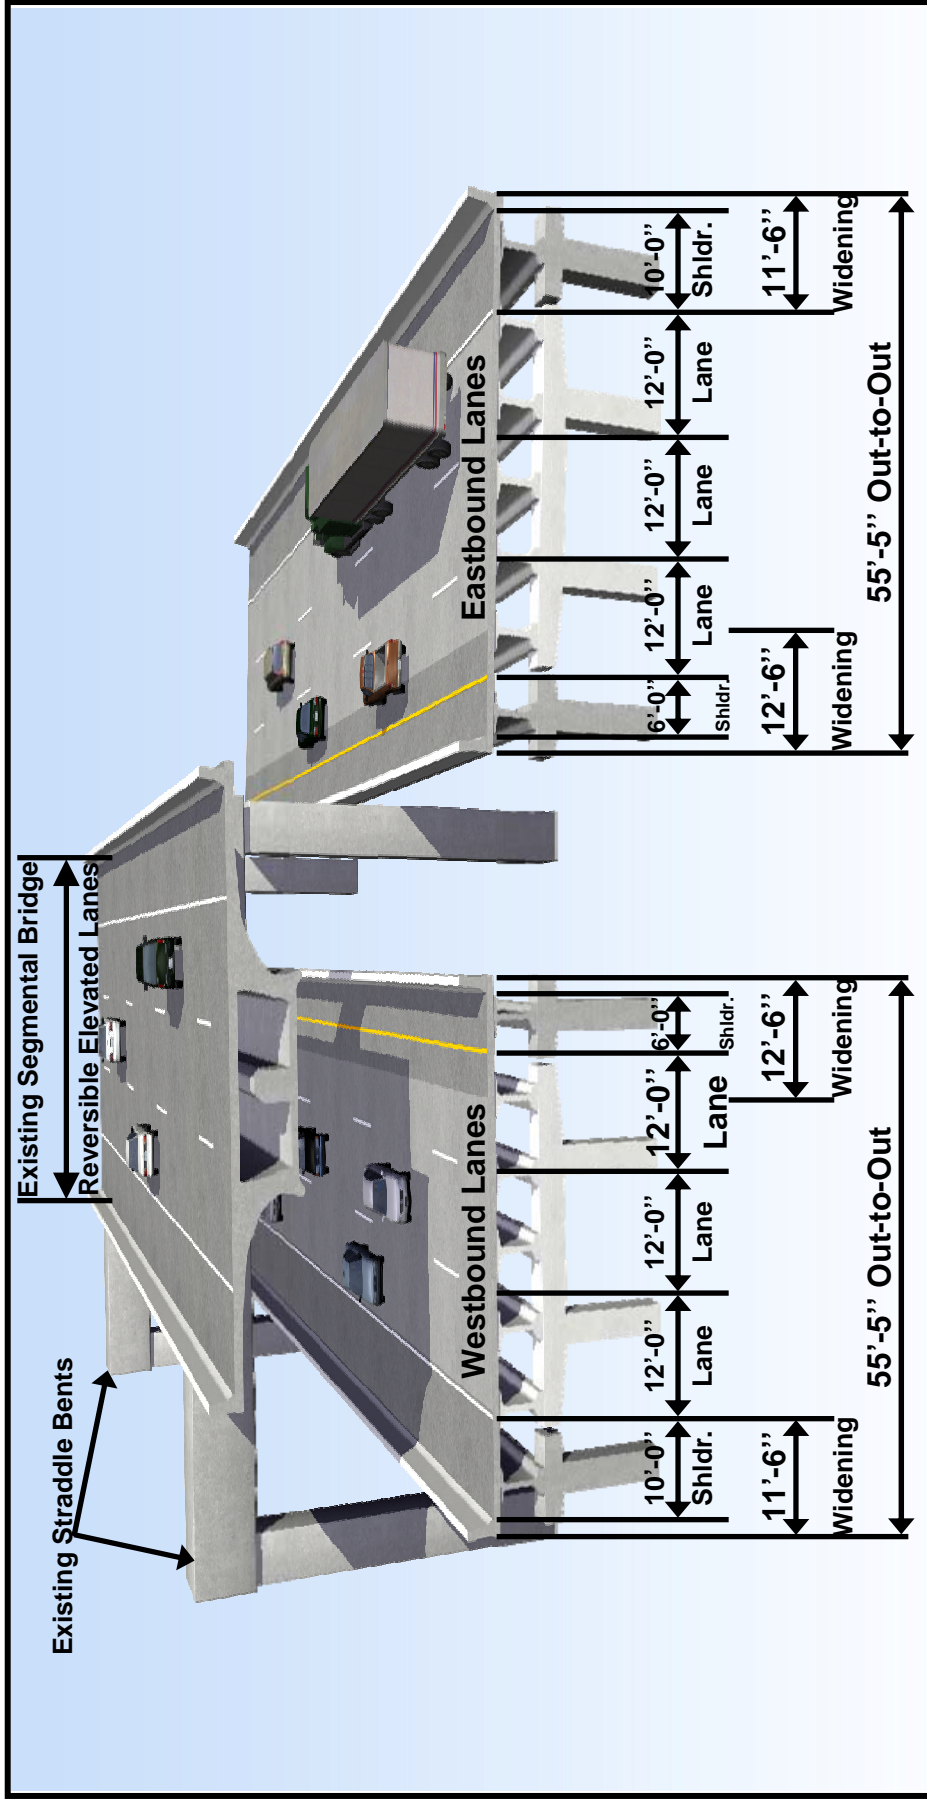 Existing Segmental Bridge
Reversible Elevated Lanes
Existing Straddle Bents
Westbound Lanes
Eastbound Lanes
10’-0”
Shldr.
12’-0”
Lane
12’-0”
Lane
12’-0”
Lane
6’-0”
Shldr.
11’-6”
Widening
12’-6”
Widening
55’-5” Out-to-Out
6’-0”
Shldr.
12’-0”
Lane
12’-0”
Lane
12’-0”
Lane
10’-0”
Shldr.
12’-6”
Widening
11’-6”
Widening
55’-5” Out-to-Out